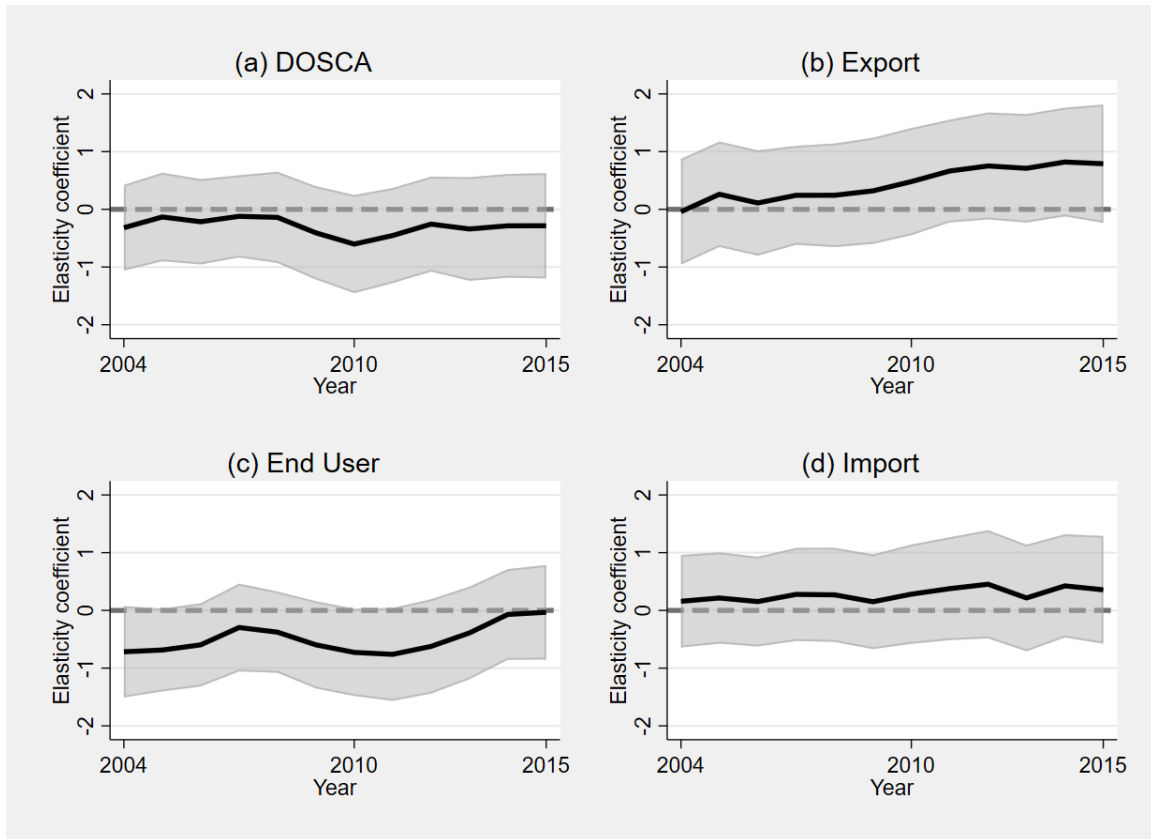 (a) DOSCA
Elasticity coefficient
2
1
0
-1
-2
2004
2010
2015
Year
(b) Export
Elasticity coefficient
2
1
0
-1
-2
2004
2010
2015
Year
(c) End User
Elasticity coefficient
2
1
0
-1
-2
2004
2010
2015
Year
(d) Import
Elasticity coefficient
2
1
0
-1
-2
2004
2010
2015
Year